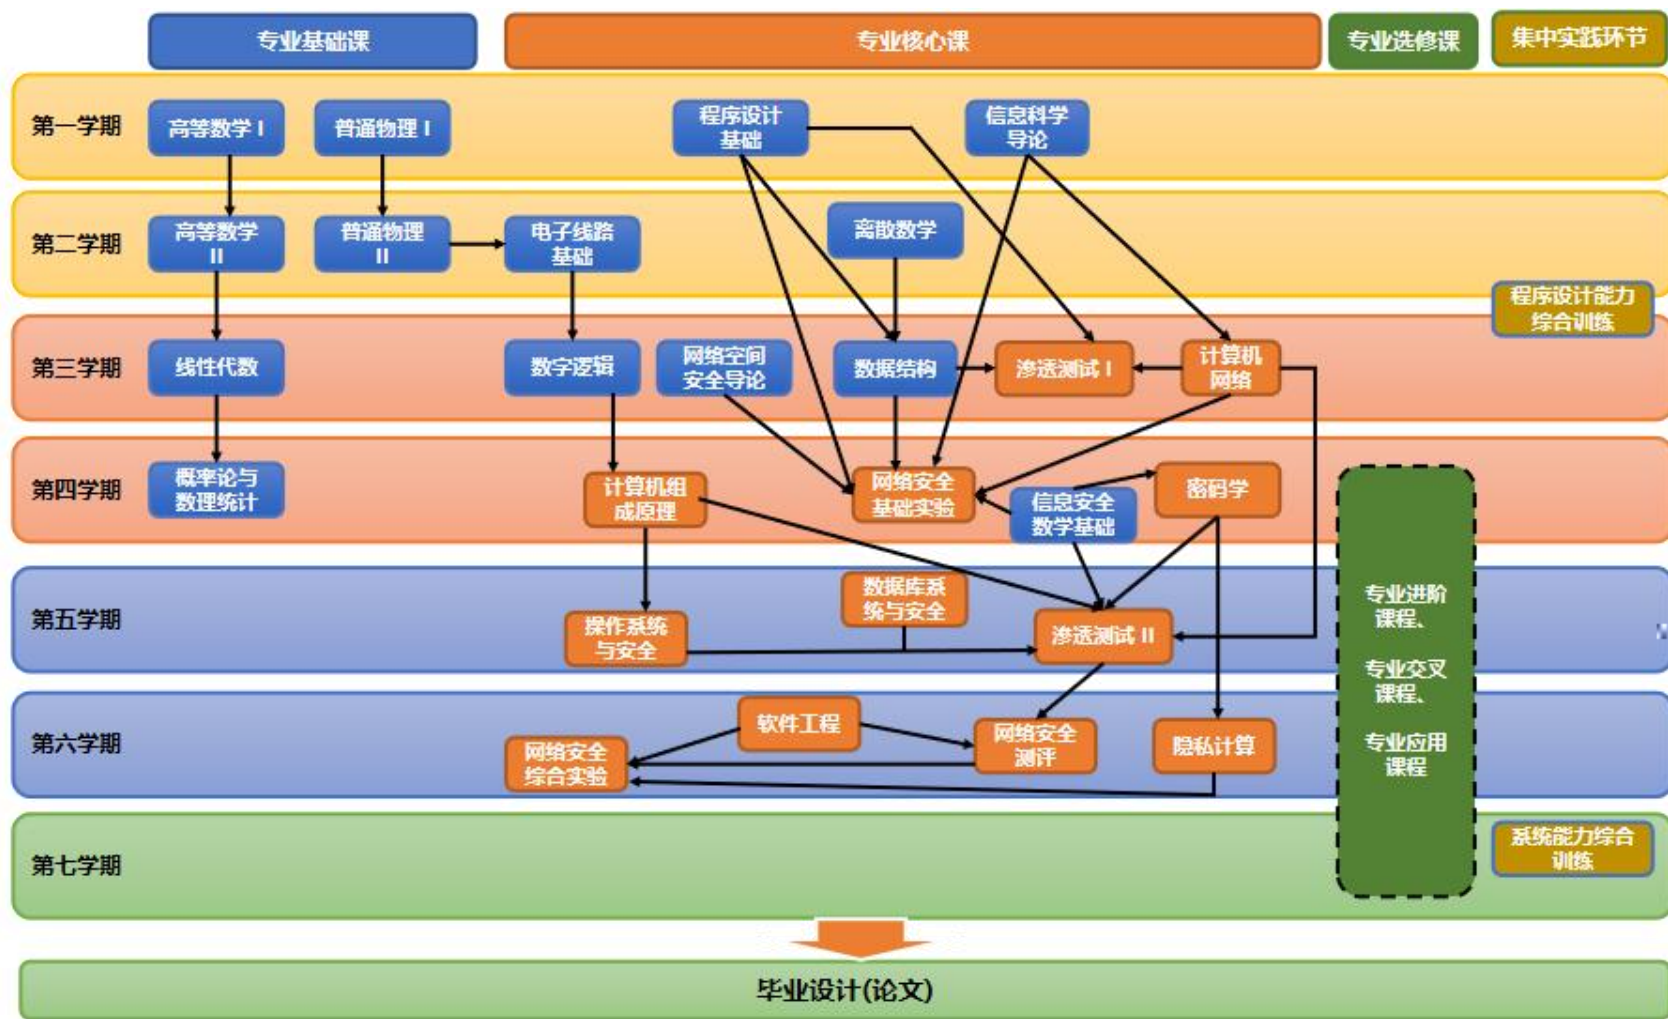 专业基础课
专业核心课
专业选修课
集中实践环节
第一学期
高等数学 I
普通物理 I
程序设计
基础
信息科学
导论
第二学期
高等数学
II
普通物理
II
电子线路
基础
离散数学
程序设计能力
综合训练
第三学期
线性代数
数字逻辑
网络空间
安全导论
数据结构
渗透测试 I
计算机
网络
第四学期
概率论与
数理统计
计算机组
成原理
网络安全
基础实验
信息安全
数学基础
密码学
第五学期
操作系统
与安全
数据库系
统与安全
渗透测试 II
专业进阶
课程、
专业交叉
课程、
专业应用
课程
第六学期
网络安全
综合实验
软件工程
网络安全
测评
隐私计算
第七学期
系统能力综合
训练
毕业设计(论文)